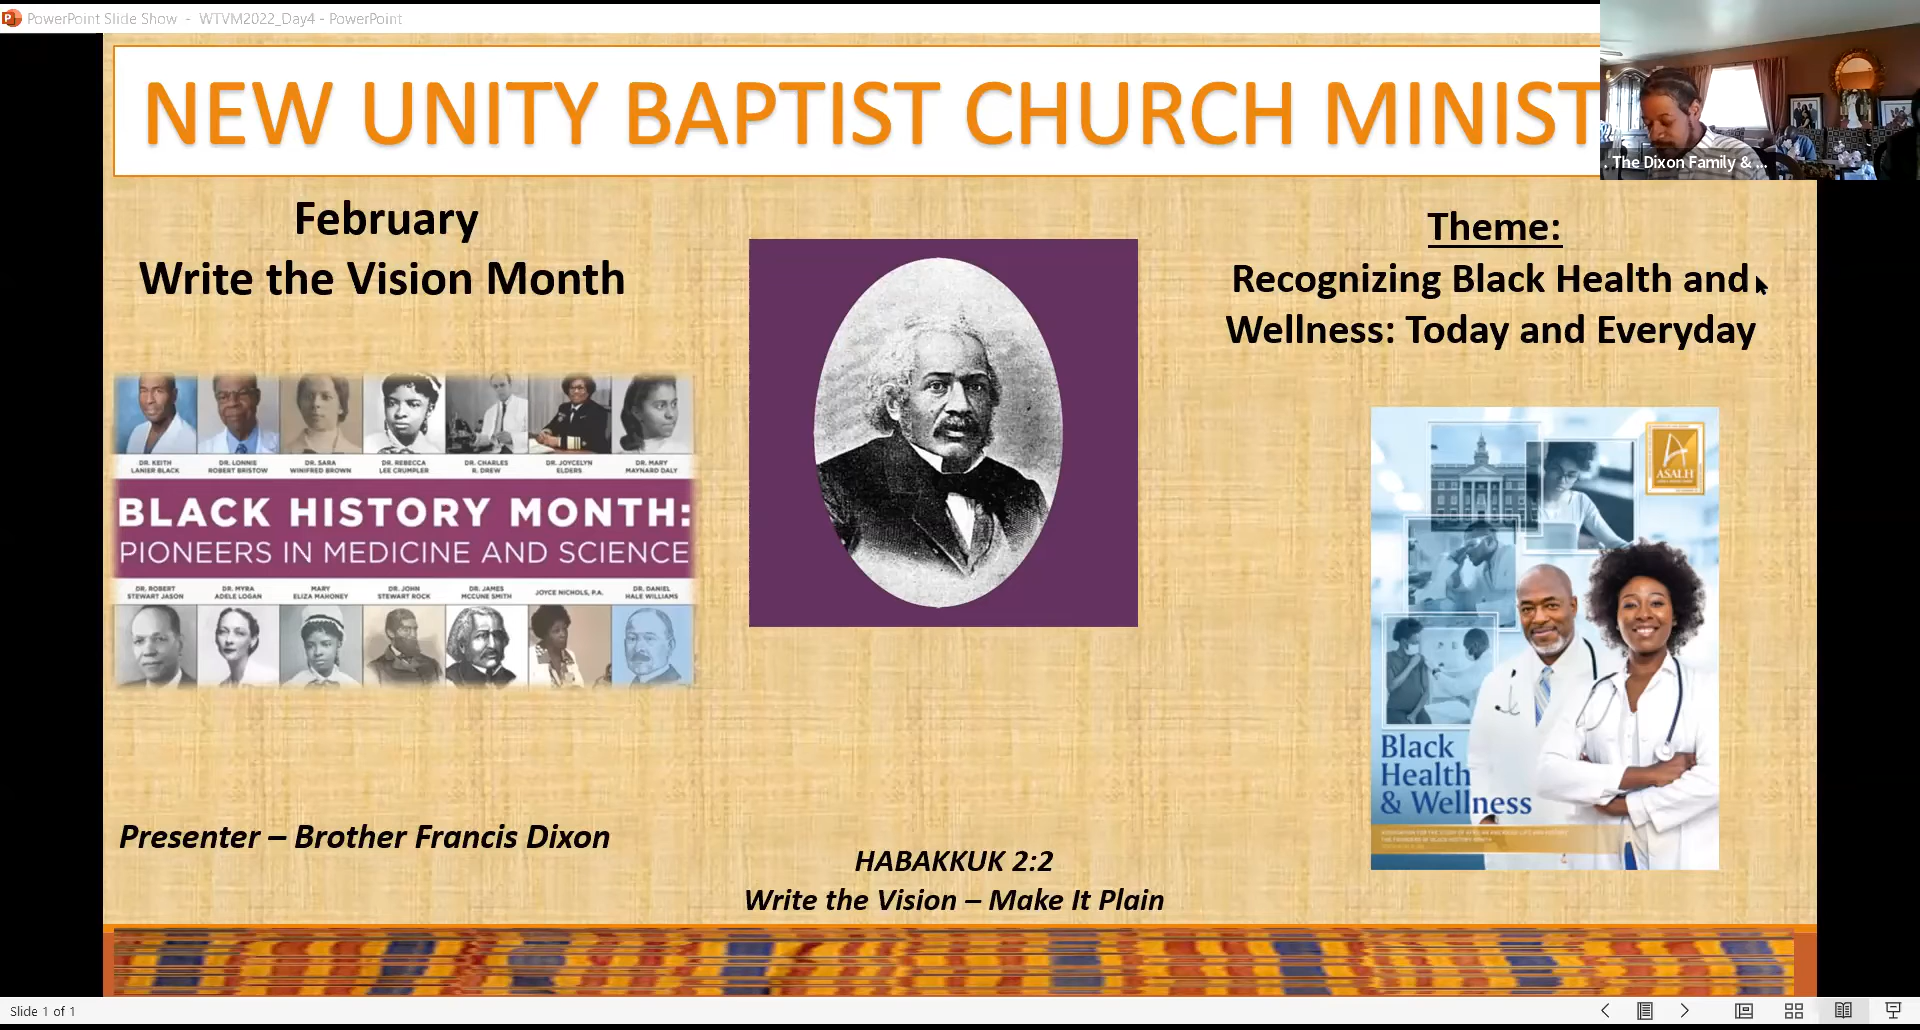 PowerPoint Slide Show - WTVM2022_Day4 - PowerPoint
NEW UNITY BAPTIST CHURCH MINIST
. The Dixon Family & ...
February
Write the Vision Month
Theme:
Recognizing Black Health and
Wellness: Today and Everyday
DR. KEITH
LANIER BLACK
DR. LONNIE
ROBERT BRISTOW
DR. SARA
WINIFRED BROWN
DR. REBECCA
LEE CRUMPLER
DR. CHARLES
R. DREW
DR. JOYCELYN
ELDERS
DR. MARY
MAYNARD DALY
BLACK HISTORY MONTH:
PIONEERS IN MEDICINE AND SCIENCE
DR. ROBERT
STEWART JASON
DR. MYRA
ADELE LOGAN
MARY
ELIZA MAHONEY
DR. JOHN
STEWART ROCK
DR. JAMES
MCCUNE SMITH
JOYCE NICHOLS, P.A.
DR. DANIEL
HALE WILLIAMS
ASALH
Black
Health
& Wellness
Presenter – Brother Francis Dixon
HABAKKUK 2:2
Write the Vision – Make It Plain
Slide 1 of 1